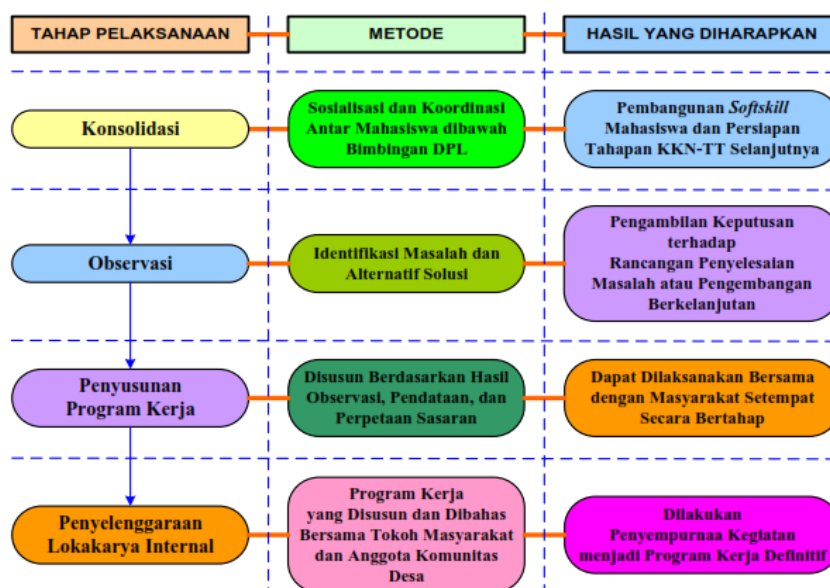 TAHAP PELAKSANAAN
METODE
HASIL YANG DIHARAPKAN
Konsolidasi
Sosialisasi dan Koordinasi
Antar Mahasiswa dibawah
Bimbingan DPL
Pembangunan Softskill
Mahasiswa dan Persiapan
Tahapan KKN-TT Selanjutnya
Observasi
Identifikasi Masalah dan
Alternatif Solusi
Pengambilan Keputusan
terhadap
Rancangan Penyelesaian
Masalah atau Pengembangan
Berkelanjutan
Penyusunan
Program Kerja
Disusun Berdasarkan Hasil
Observasi, Pendataan, dan
Perpetaan Sasaran
Dapat Dilaksanakan Bersama
dengan Masyarakat Setempat
Secara Bertahap
Penyelenggaraan
Lokakarya Internal
Program Kerja
yang Disusun dan Dibahas
Bersama Tokoh Masyarakat
dan Anggota Komunitas
Desa
Dilakukan
Penyempurnaa Kegiatan
menjadi Program Kerja Definitif